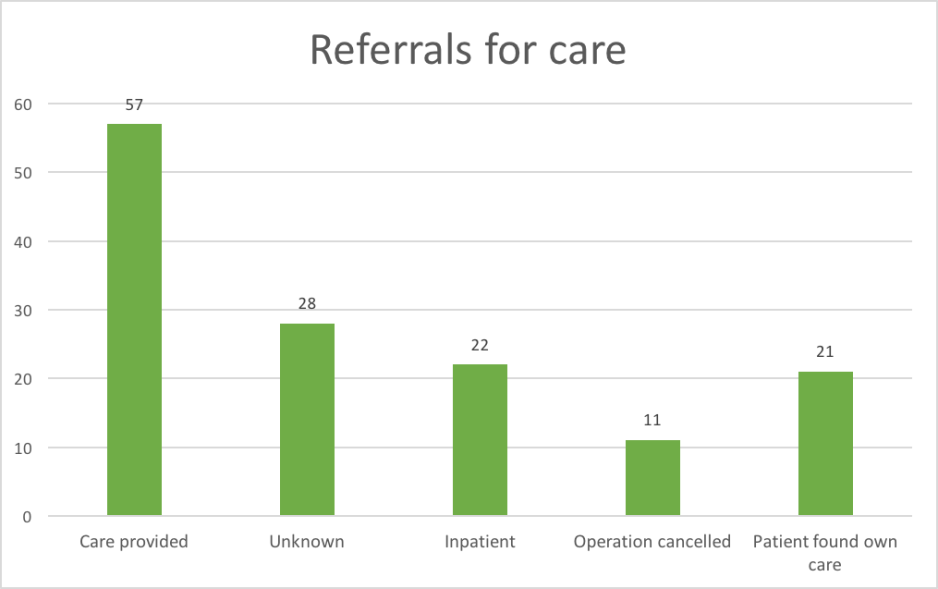 Referrals for care
60
50
40
30
20
10
0
57
28
22
11
21
Care provided
Unknown
Inpatient
Operation cancelled
Patient found own
care